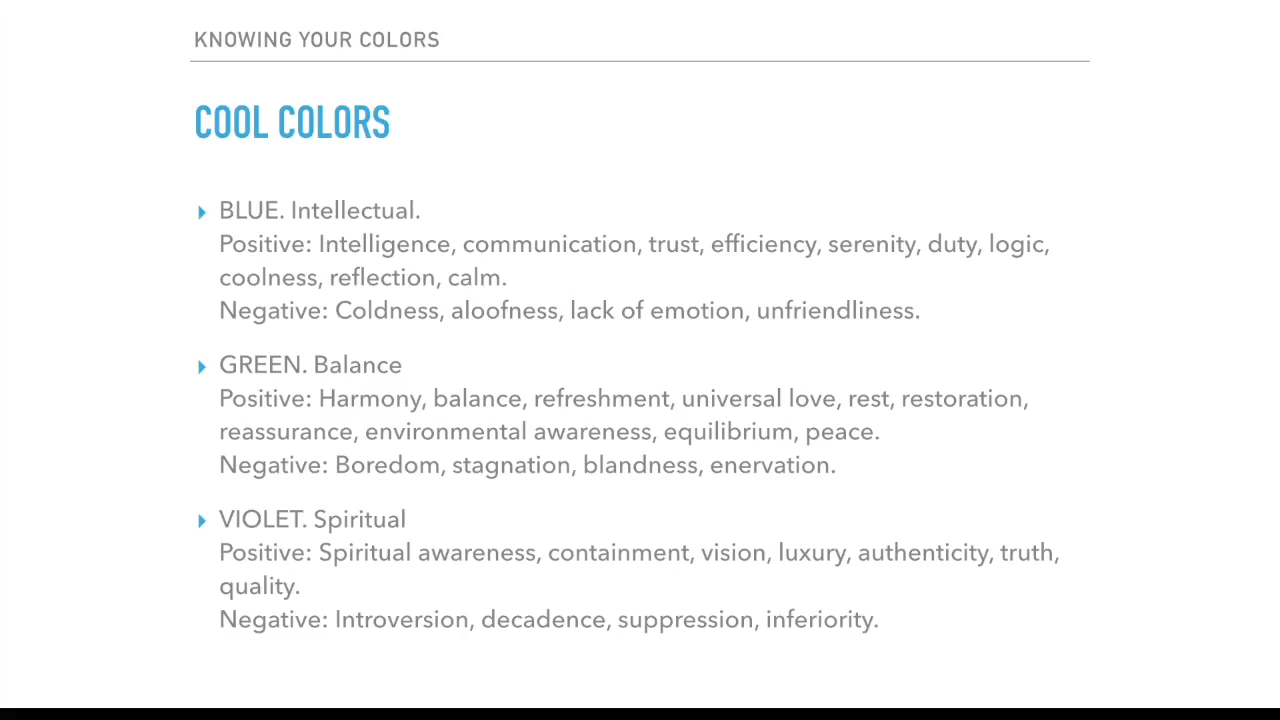 KNOWING YOUR COLORS
COOL COLORS
BLUE. Intellectual.
Positive: Intelligence, communication, trust, efficiency, serenity, duty, logic,
coolness, reflection, calm.
Negative: Coldness, aloofness, lack of emotion, unfriendliness.
GREEN. Balance
Positive: Harmony, balance, refreshment, universal love, rest, restoration,
reassurance, environmental awareness, equilibrium, peace.
Negative: Boredom, stagnation, blandness, enervation.
VIOLET. Spiritual
Positive: Spiritual awareness, containment, vision, luxury, authenticity, truth,
quality.
Negative: Introversion, decadence, suppression, inferiority.